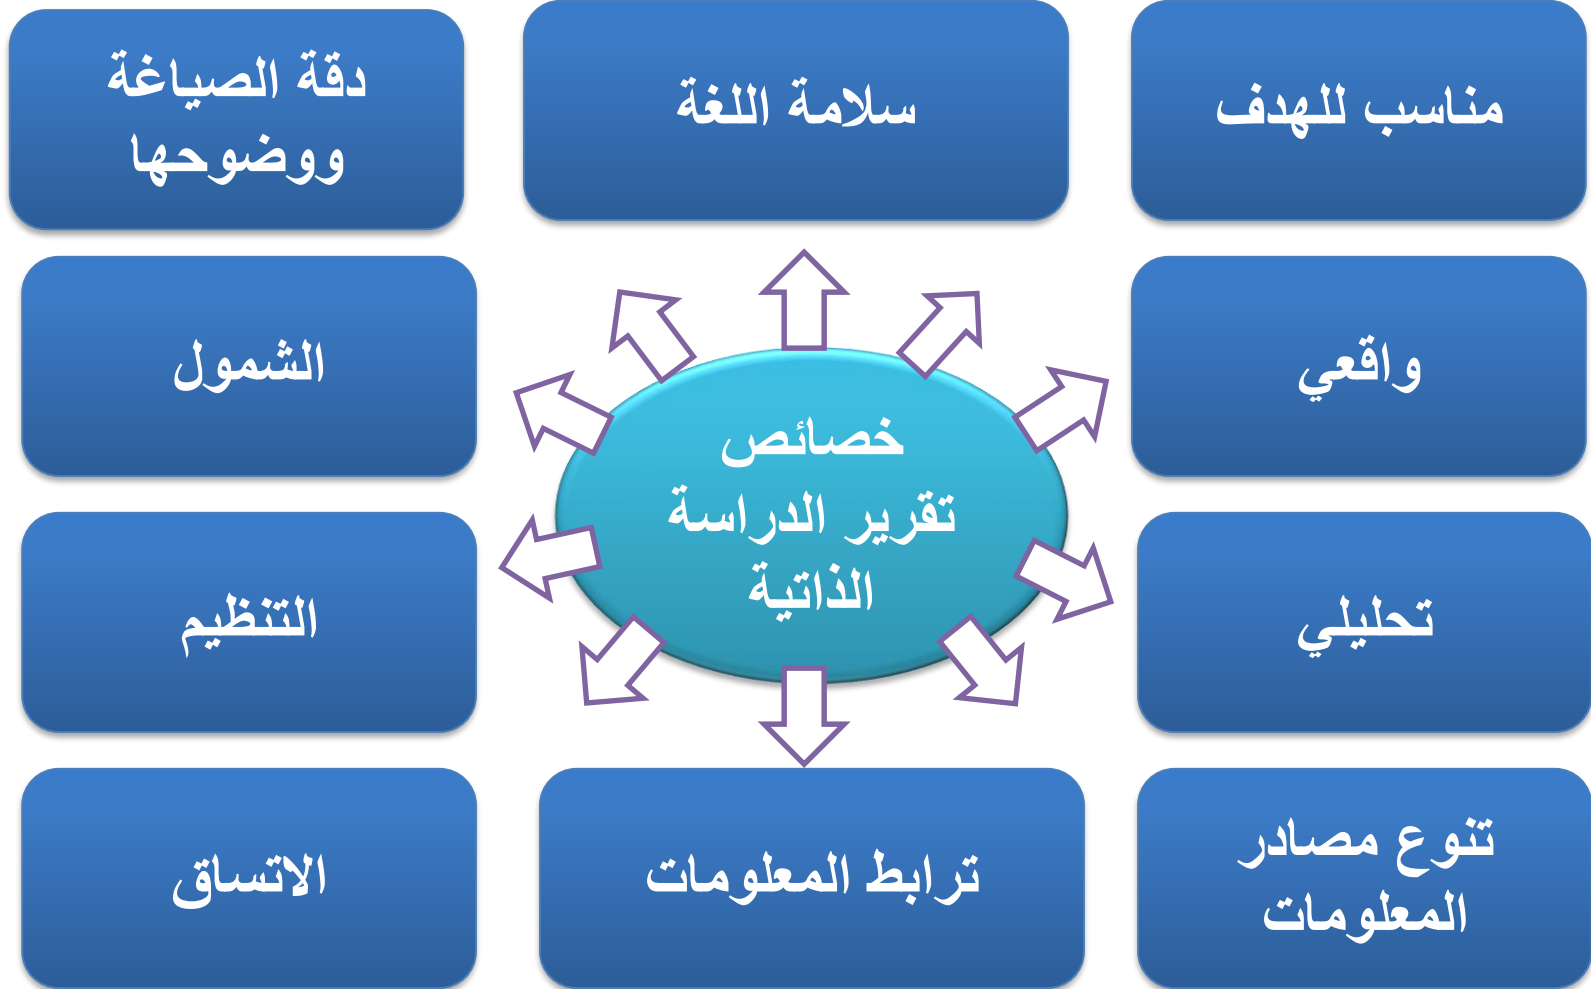 مناسب للهدف
سلامة اللغة
دقة الصياغة
ووضوحها
واقعي
الشمول
خصائص
تقرير الدراسة
الذاتية
تحليلي
التنظيم
تنوع مصادر
المعلومات
ترابط المعلومات
الاتساق